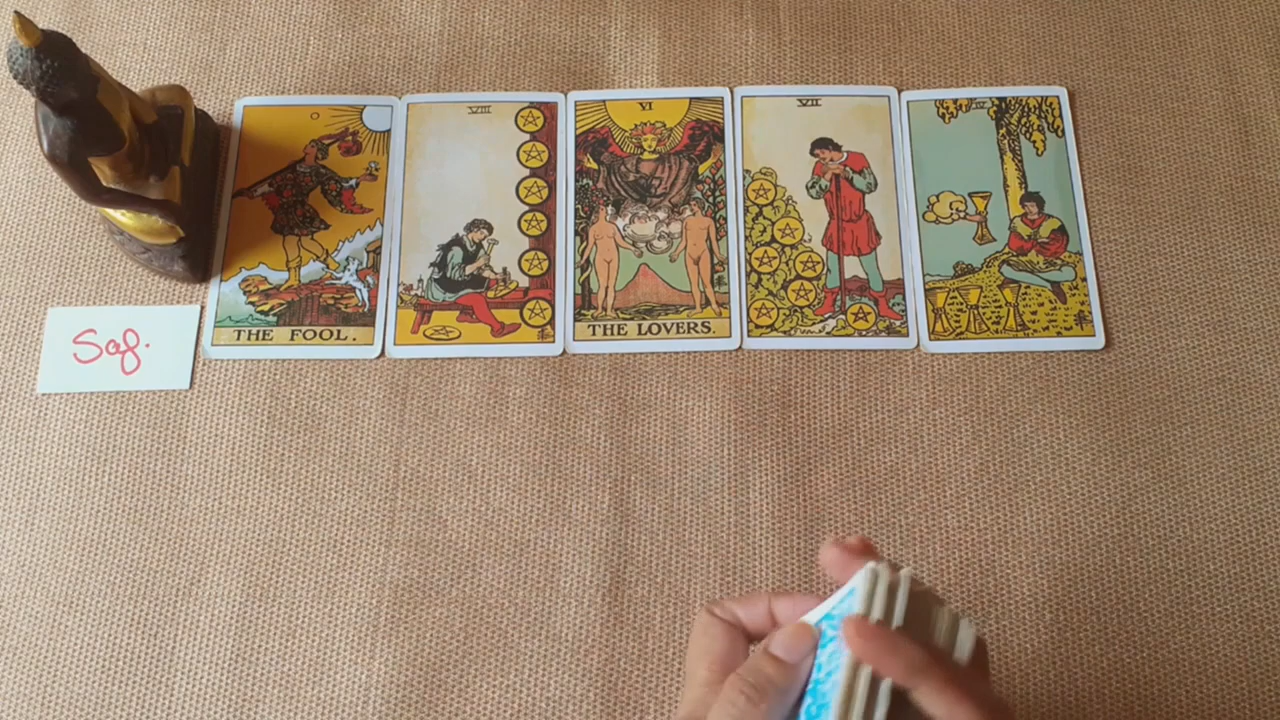 Sag.
THE FOOL.
VIII
VI
THE LOVERS.
VII
IV